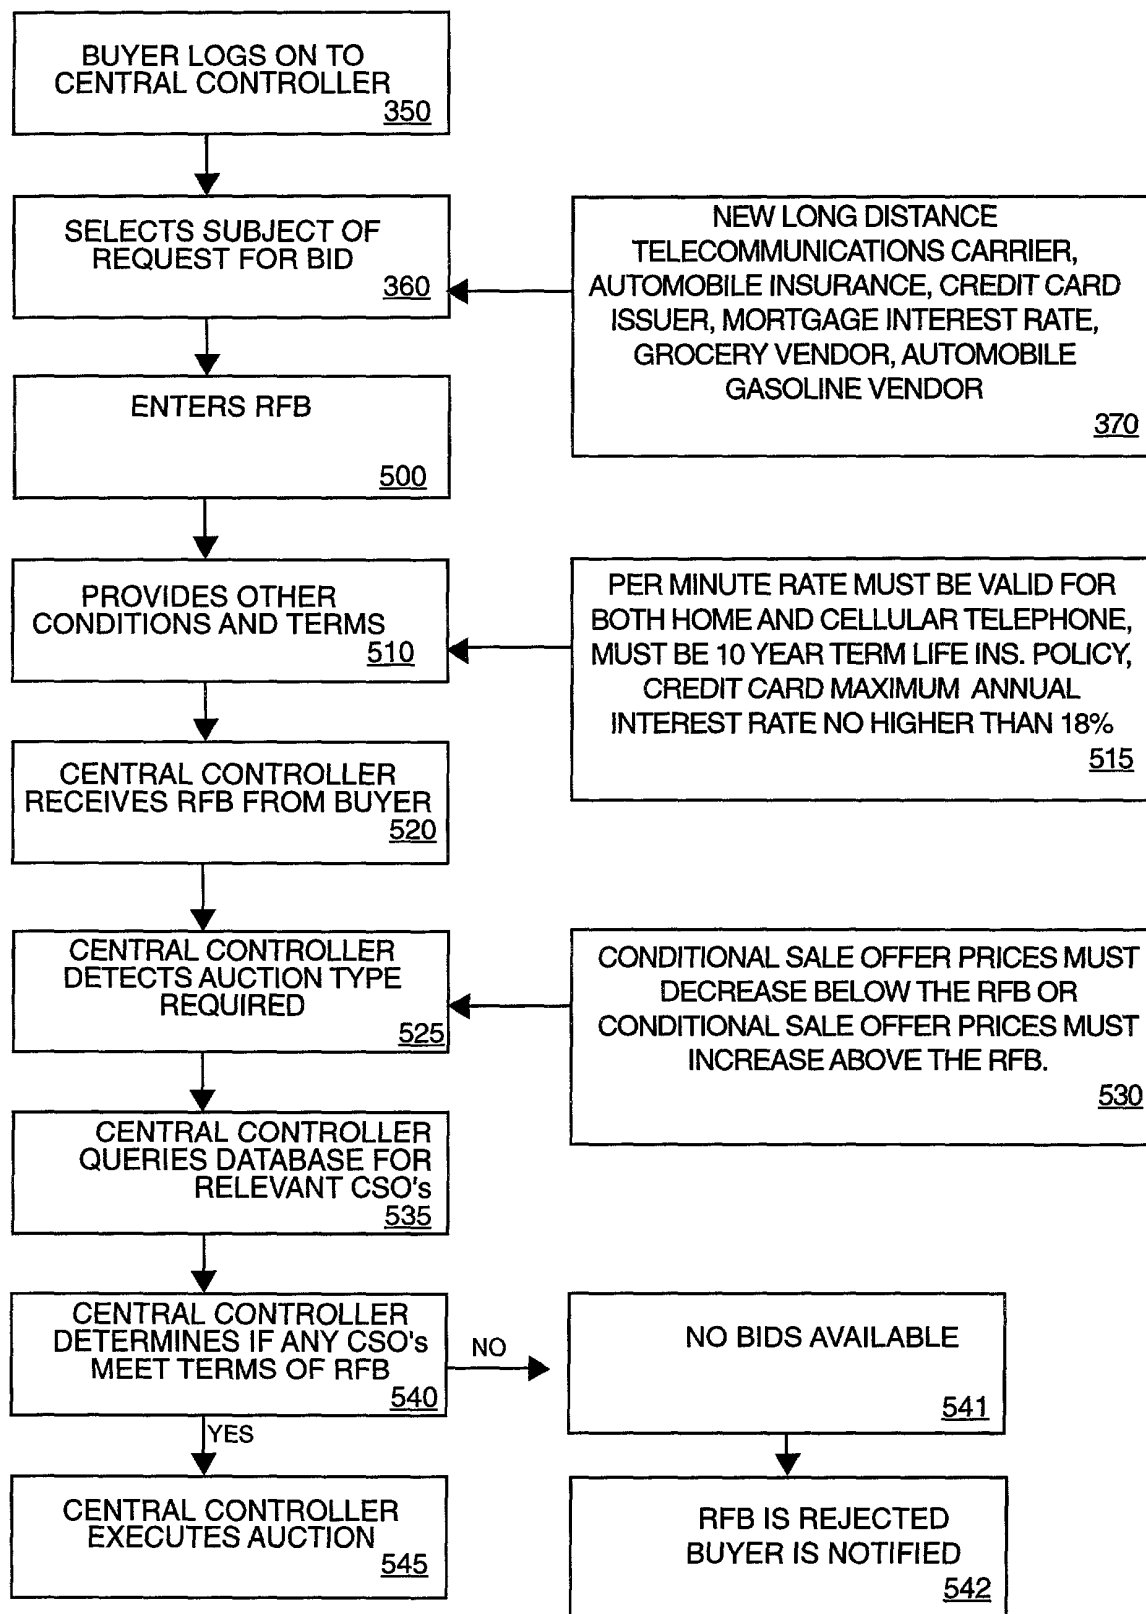 BUYER LOGS ON TO
CENTRAL CONTROLLER
350
SELECTS SUBJECT OF
REQUEST FOR BID
360
NEW LONG DISTANCE
TELECOMMUNICATIONS CARRIER,
AUTOMOBILE INSURANCE, CREDIT CARD
ISSUER, MORTGAGE INTEREST RATE,
GROCERY VENDOR, AUTOMOBILE
GASOLINE VENDOR
370
ENTERS RFB
500
PROVIDES OTHER
CONDITIONS AND TERMS
510
PER MINUTE RATE MUST BE VALID FOR
BOTH HOME AND CELLULAR TELEPHONE,
MUST BE 10 YEAR TERM LIFE INS. POLICY,
CREDIT CARD MAXIMUM ANNUAL
INTEREST RATE NO HIGHER THAN 18%
515
CENTRAL CONTROLLER
RECEIVES RFB FROM BUYER
520
CENTRAL CONTROLLER
DETECTS AUCTION TYPE
REQUIRED
525
CONDITIONAL SALE OFFER PRICES MUST
DECREASE BELOW THE RFB OR
CONDITIONAL SALE OFFER PRICES MUST
INCREASE ABOVE THE RFB.
530
CENTRAL CONTROLLER
QUERIES DATABASE FOR
RELEVANT CSO's
535
CENTRAL CONTROLLER
DETERMINES IF ANY CSO's
MEET TERMS OF RFB
540
NO
NO BIDS AVAILABLE
541
YES
CENTRAL CONTROLLER
EXECUTES AUCTION
545
RFB IS REJECTED
BUYER IS NOTIFIED
542